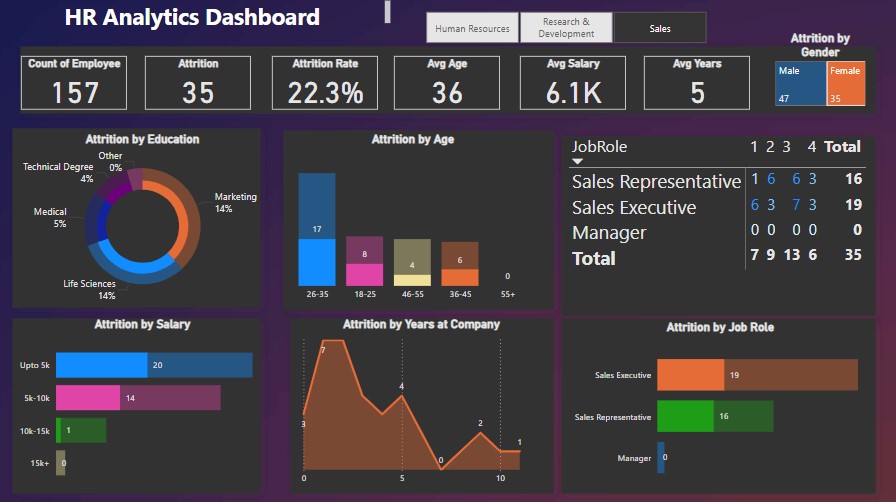 HR Analytics Dashboard
Human Resources
Research &
Development
Sales
Count of Employee
157
Attrition
35
Attrition Rate
22.3%
Avg Age
36
Avg Salary
6.1K
Avg Years
5
Attrition by
Gender
Male
47
Female
35
Attrition by Education
Other
0%
Technical Degree
4%
Medical
5%
Life Sciences
14%
Marketing
14%
Attrition by Age
17
8
4
6
0
26-35 18-25 46-55 36-45 55+
JobRole 1 2 3 4 Total
Sales Representative 1 6 6 3 16
Sales Executive 6 3 7 3 19
Manager 0 0 0 0 0
Total 7 9 13 6 35
Attrition by Salary
Upto 5k 20
5k-10k 14
10k-15k 1
15k+ 0
Attrition by Years at Company
7
3
4
0
2
1
0 5 10
Attrition by Job Role
Sales Executive 19
Sales Representative 16
Manager 0